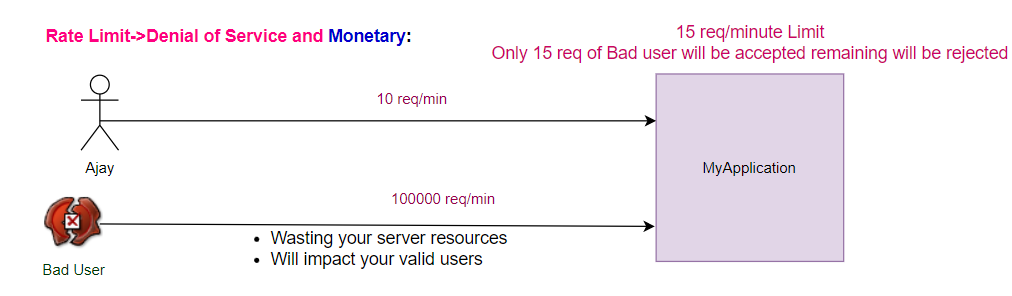 Rate Limit->Denial of Service and Monetary:
15 req/minute Limit
Only 15 req of Bad user will be accepted remaining will be rejected
10 req/min
Ajay
MyApplication
100000 req/min
• Wasting your server resources
• Will impact your valid users
Bad User